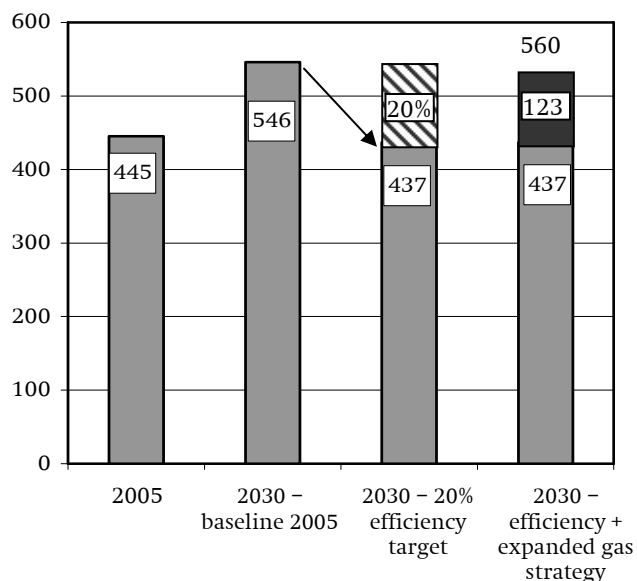 600
560
500
20%
123
546
400
445
437
437
300
200
100
0
2005
2030 –
baseline 2005
2030 – 20%
efficiency
target
2030 –
efficiency +
expanded gas
strategy